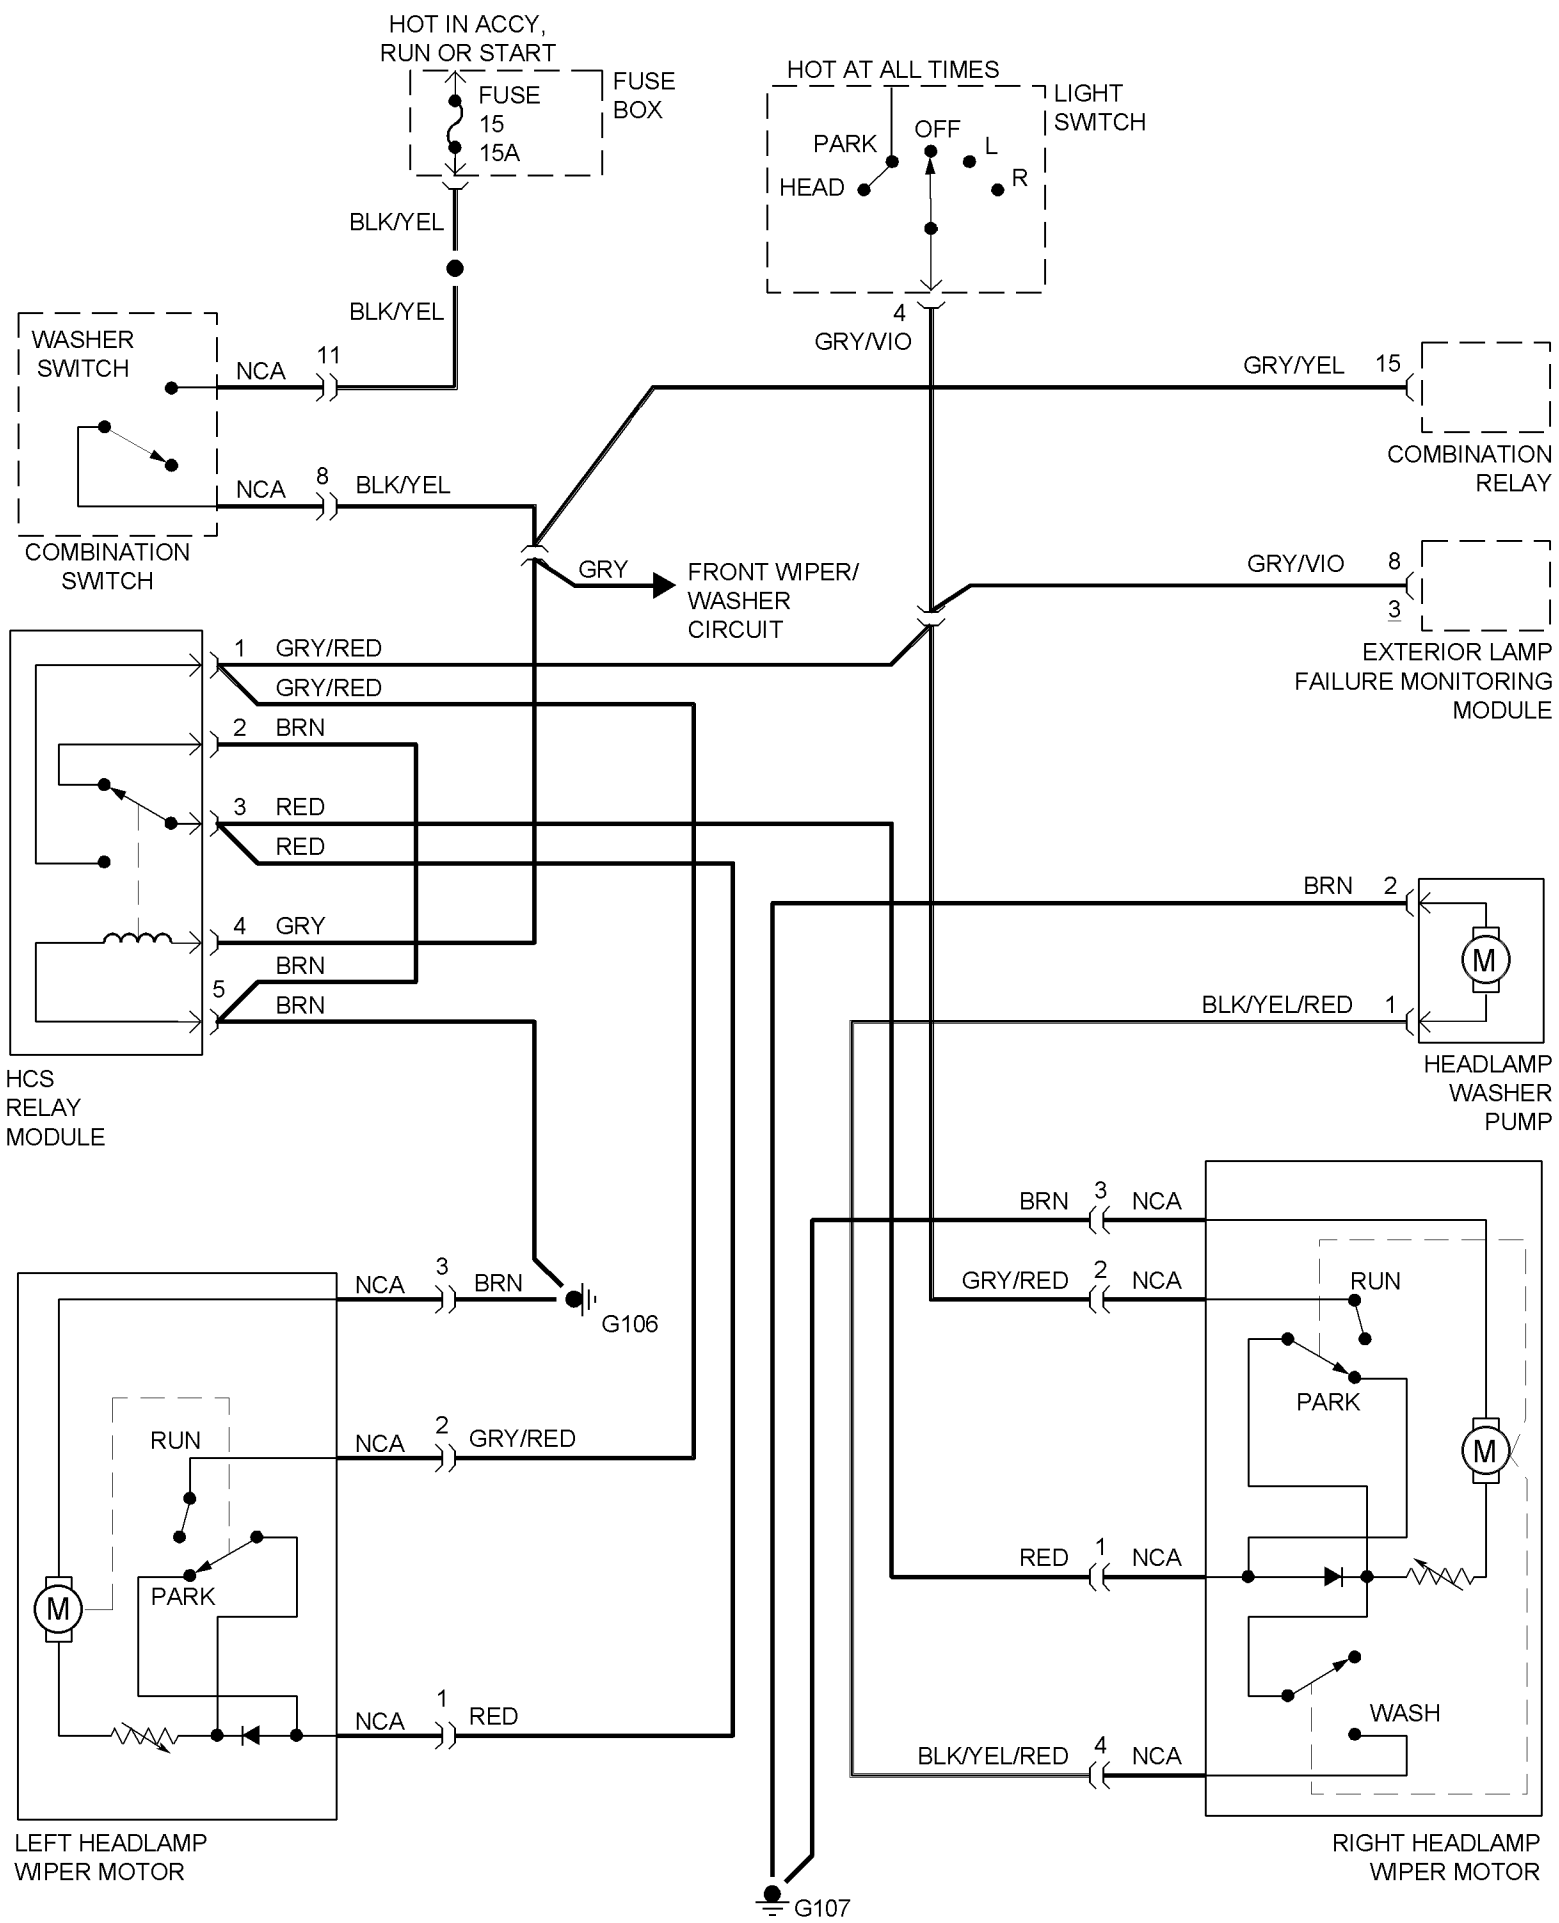 HOT IN ACCY,
RUN OR START
FUSE
15
15A
FUSE
BOX
HOT AT ALL TIMES
LIGHT
SWITCH
PARK
OFF
L
HEAD
R
BLK/YEL
BLK/YEL
4
GRY/VIO
WASHER
SWITCH
NCA
11
NCA
8
BLK/YEL
COMBINATION
SWITCH
GRY/YEL
15
COMBINATION
RELAY
GRY
FRONT WIPER/
WASHER
CIRCUIT
GRY/VIO
8
3
EXTERIOR LAMP
FAILURE MONITORING
MODULE
1
GRY/RED
GRY/RED
2
BRN
3
RED
RED
4
GRY
BRN
5
BRN
HCS
RELAY
MODULE
BRN
2
M
BLK/YEL/RED
1
HEADLAMP
WASHER
PUMP
NCA
3
BRN
G106
RUN
NCA
2
GRY/RED
PARK
M
NCA
1
RED
LEFT HEADLAMP
WIPER MOTOR
BRN
3
NCA
GRY/RED
2
NCA
RUN
PARK
M
RED
1
NCA
WASH
BLK/YEL/RED
4
NCA
RIGHT HEADLAMP
WIPER MOTOR
G107